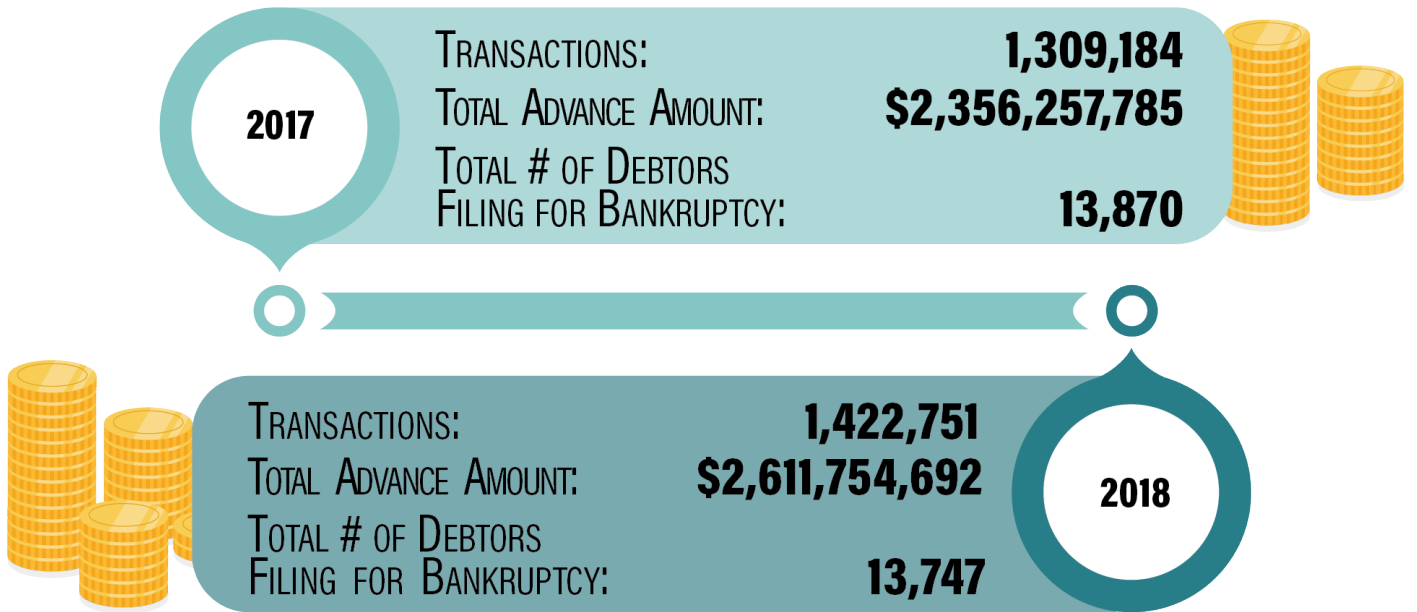 2017
Transactions: 1,309,184
Total Advance Amount: $2,356,257,785
Total # of Debtors
Filing for Bankruptcy: 13,870
Transactions: 1,422,751
Total Advance Amount: $2,611,754,692
Total # of Debtors
Filing for Bankruptcy: 13,747
2018